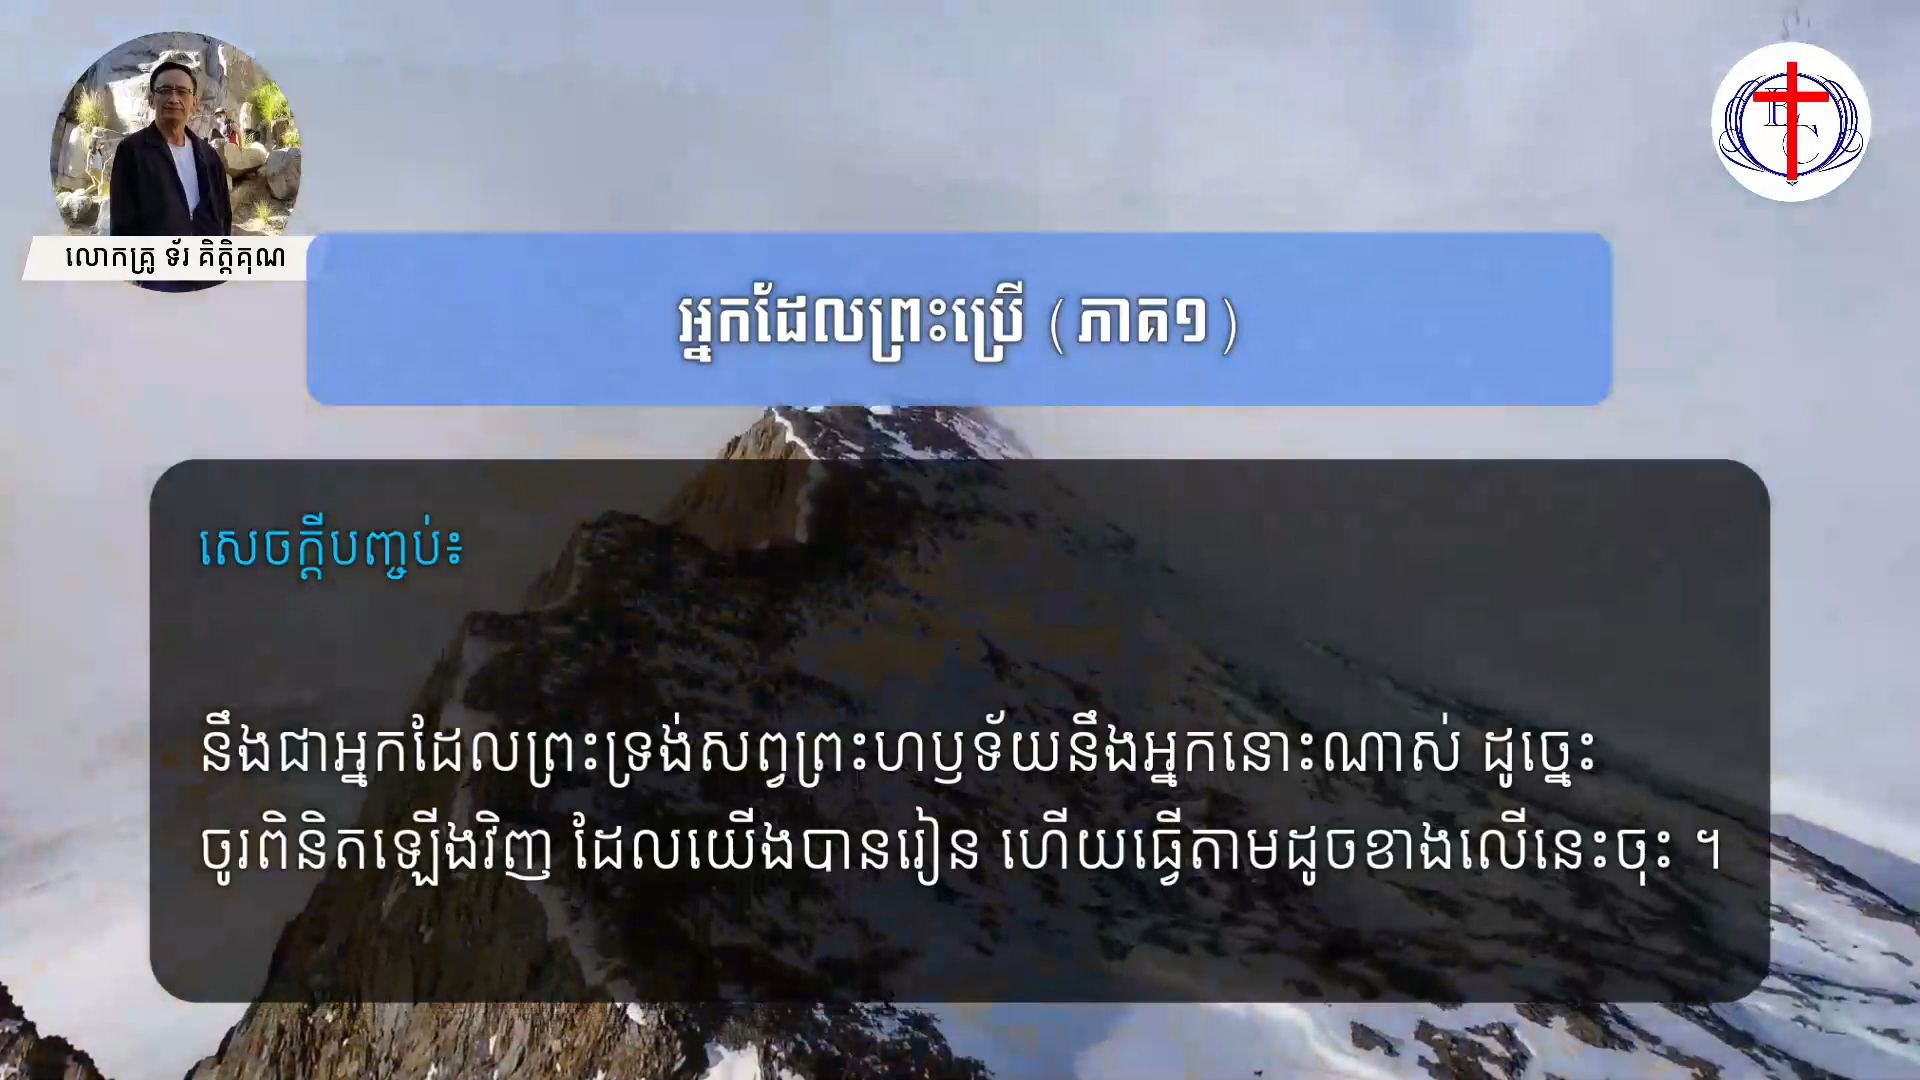 លោកគ្រូ ទ័រ គិត្តិគុណ
EC
អ្នកដែលព្រះប្រើ (ភាគ១)
សេចក្តីបញ្ចប់៖
នឹងជាអ្នកដែលព្រះទ្រង់សព្វព្រះហឫទ័យនឹងអ្នកនោះណាស់ ដូច្នេះ
ចូរពិនិតឡើងវិញ ដែលយើងបានរៀន ហើយធ្វើតាមដូចខាងលើនេះចុះ ។